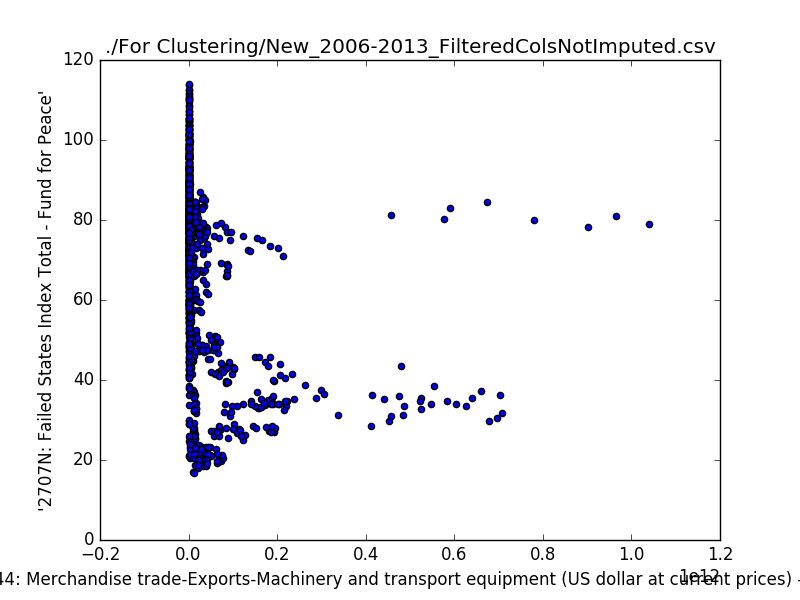 ./For Clustering/New_2006-2013_FilteredColsNotImputed.csv
'2707N: Failed States Index Total - Fund for Peace'
120
100
80
60
40
20
0
−0.2 0.0 0.2 0.4 0.6 0.8 1.0 1.2
1e12
44: Merchandise trade-Exports-Machinery and transport equipment (US dollar at current prices) -